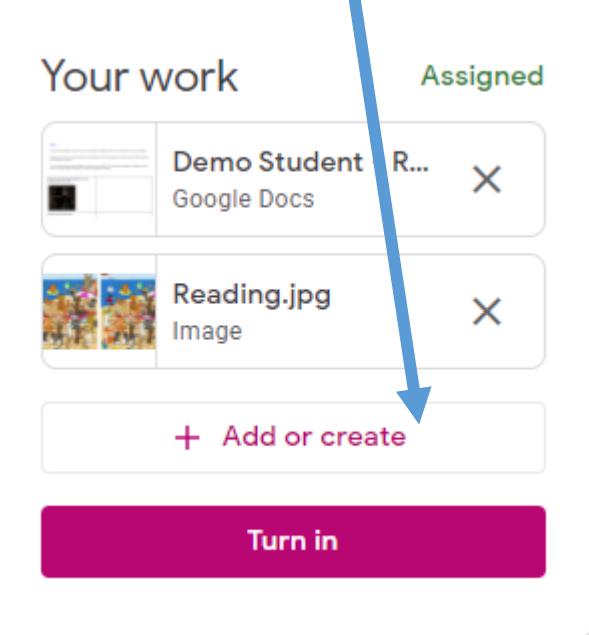 Your work
Assigned
Demo Student - R...
Google Docs
Reading.jpg
Image
+ Add or create
Turn in